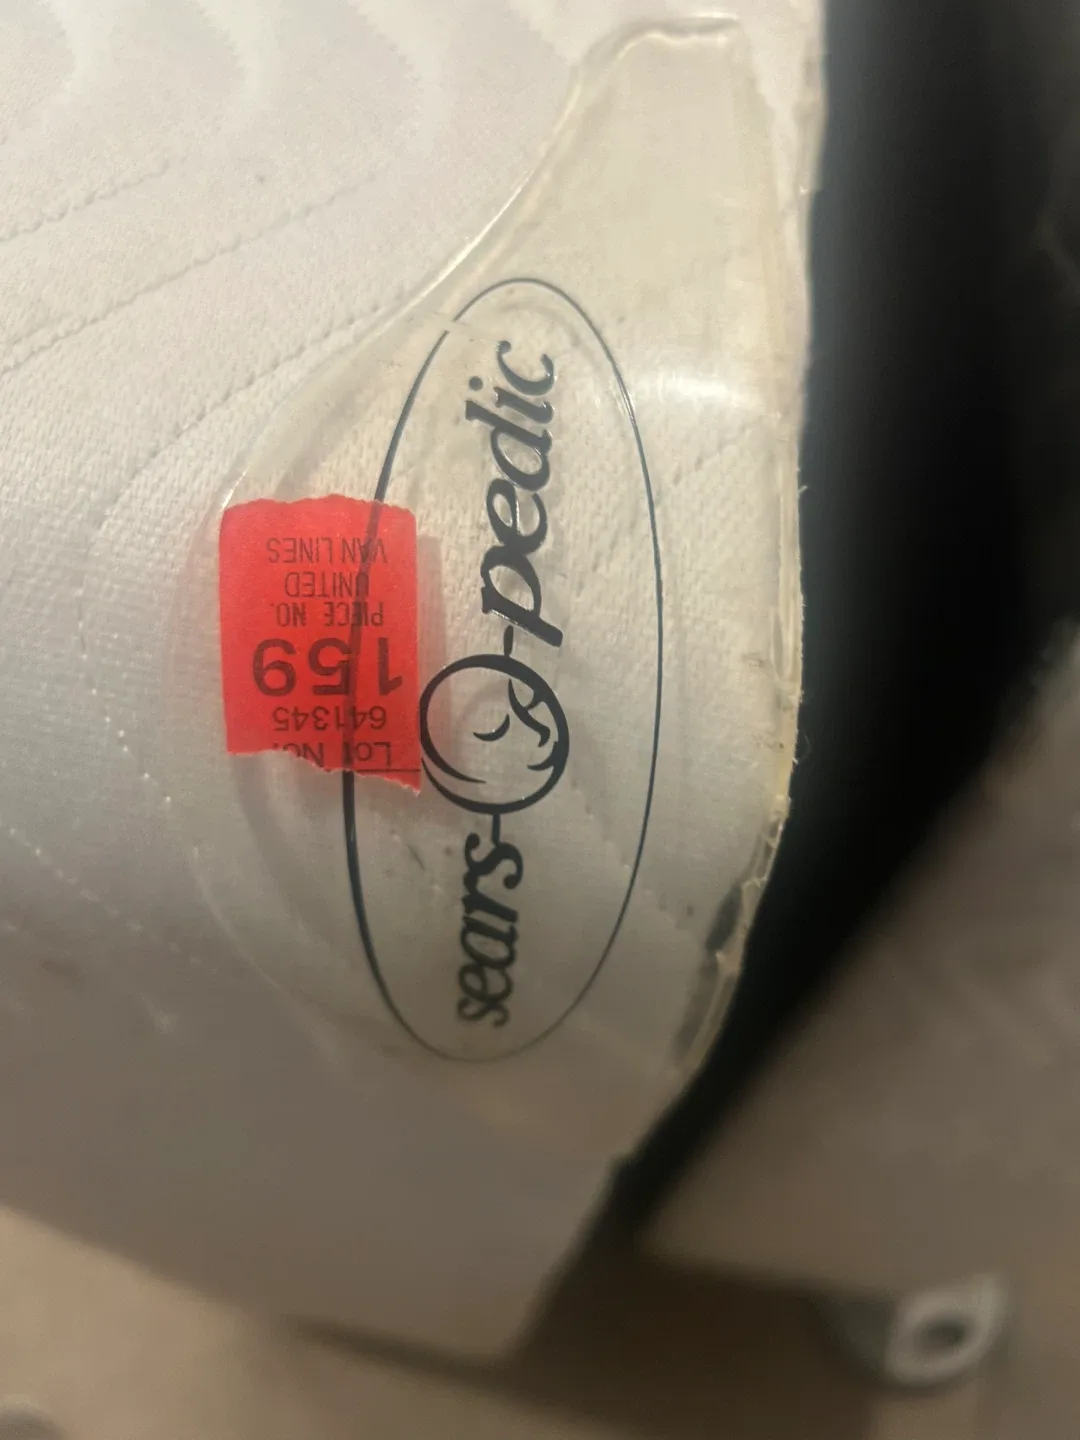 sears-O-pedic
VAN LINES
UNITED
PIECE NO.
159
641345
Lot No.